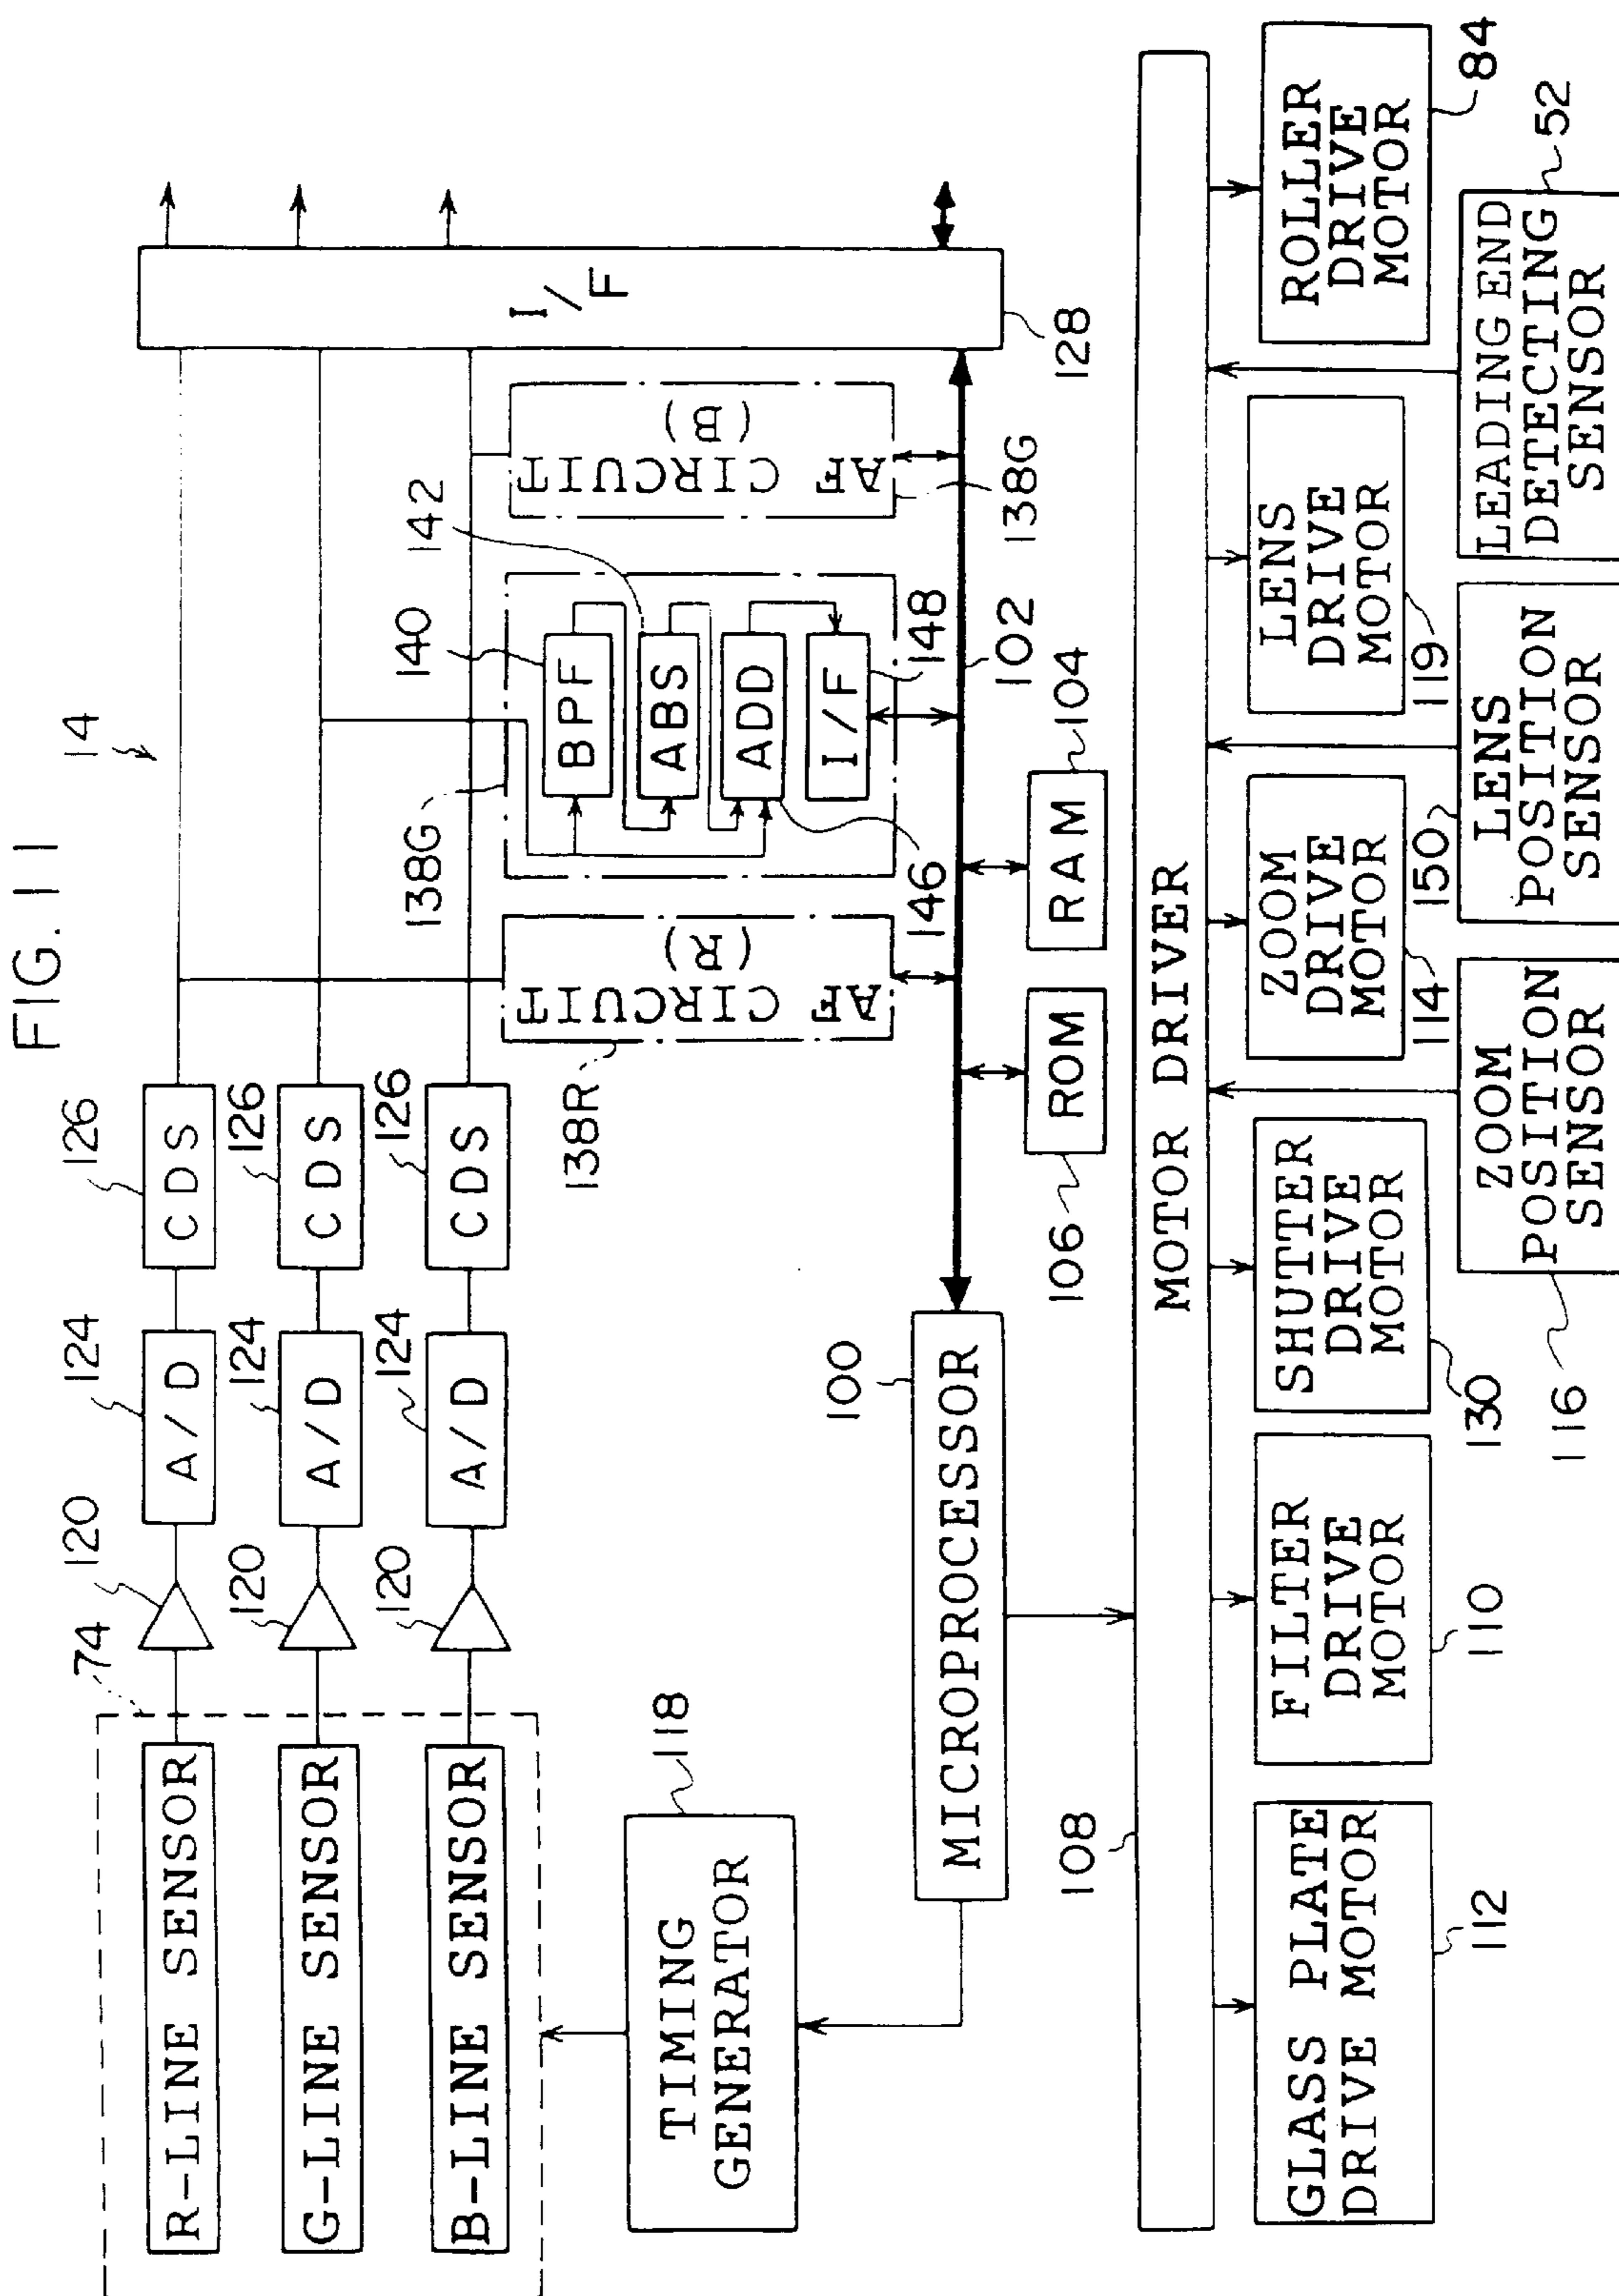 FIG. 11
14
74
R-LINE SENSOR
120
A/D
124
CDS
126
G-LINE SENSOR
120
A/D
124
CDS
126
B-LINE SENSOR
120
A/D
124
CDS
126
I/F
128
TIMING
GENERATOR
118
138R
AF CIRCUIT
(R)
138G
BPF
140
ABS
142
ADD
146
I/F
148
AF CIRCUIT
(B)
138G
MICROPROCESSOR
100
102
ROM
106
RAM
104
MOTOR DRIVER
108
GLASS PLATE
DRIVE MOTOR
112
FILTER
DRIVE
MOTOR
110
SHUTTER
DRIVE
MOTOR
130
ZOOM
DRIVE
MOTOR
114
LENS
DRIVE
MOTOR
119
ROLLER
DRIVE
MOTOR
84
ZOOM
POSITION
SENSOR
116
LENS
POSITION
SENSOR
150
LEADING END
DETECTING
SENSOR
52